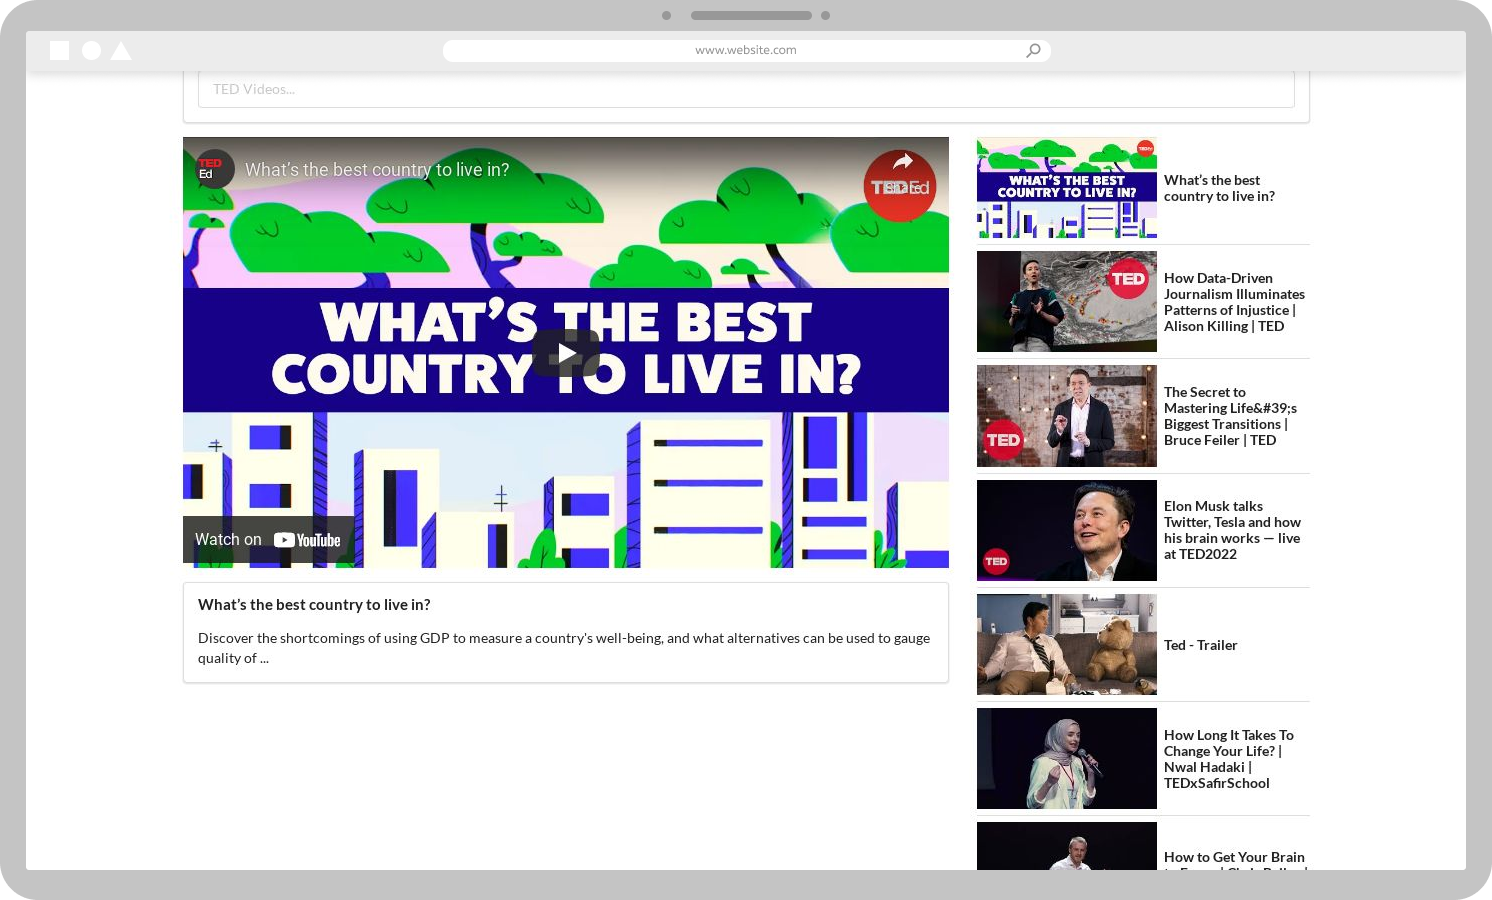 www.website.com
TED Videos...
TED
Ed
What's the best country to live in?
WHAT'S THE BEST
COUNTRY TO LIVE IN?
Watch on YouTube
What's the best country to live in?
Discover the shortcomings of using GDP to measure a country's well-being, and what alternatives can be used to gauge
quality of ...
WHAT'S THE BEST
COUNTRY TO LIVE IN?
What's the best
country to live in?
TED
How Data-Driven
Journalism Illuminates
Patterns of Injustice |
Alison Killing | TED
TED
The Secret to
Mastering Life&#39;s
Biggest Transitions |
Bruce Feiler | TED
TED
Elon Musk talks
Twitter, Tesla and how
his brain works — live
at TED2022
Ted - Trailer
How Long It Takes To
Change Your Life? |
Nwal Hadaki |
TEDxSafirSchool
How to Get Your Brain